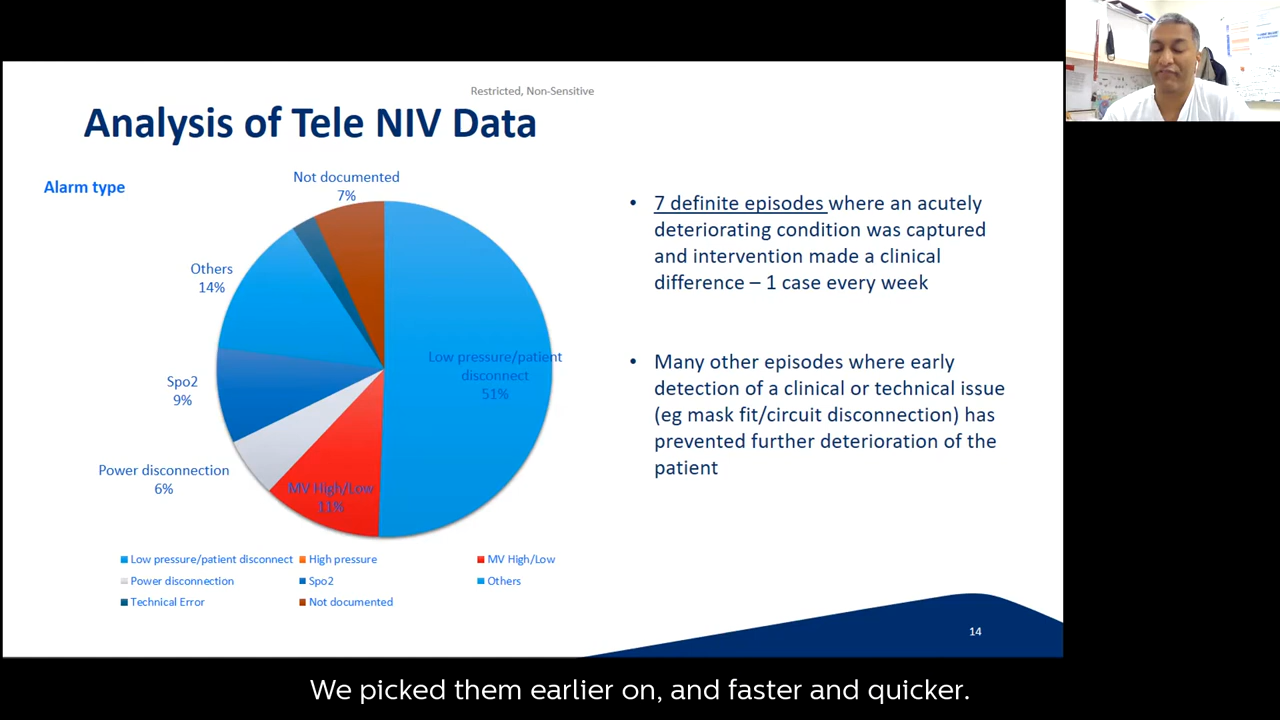 Restricted, Non-Sensitive
Analysis of Tele NIV Data
Alarm type
Not documented
7%
Others
14%
Low pressure/patient
disconnect
51%
Spo2
9%
Power disconnection
6%
MV High/Low
11%
Low pressure/patient disconnect
High pressure
MV High/Low
Power disconnection
Spo2
Others
Technical Error
Not documented
• 7 definite episodes where an acutely
deteriorating condition was captured
and intervention made a clinical
difference – 1 case every week
• Many other episodes where early
detection of a clinical or technical issue
(eg mask fit/circuit disconnection) has
prevented further deterioration of the
patient
14
We picked them earlier on, and faster and quicker.